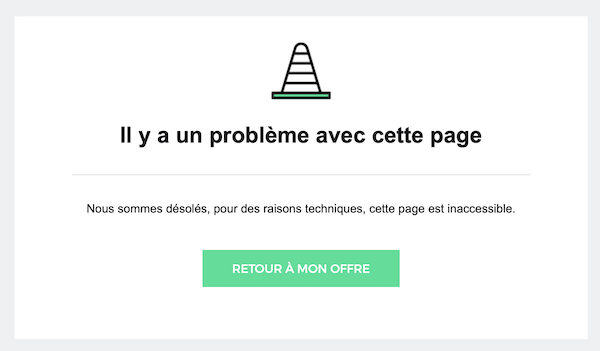 Il y a un problème avec cette page
Nous sommes désolés, pour des raisons techniques, cette page est inaccessible.
RETOUR À MON OFFRE